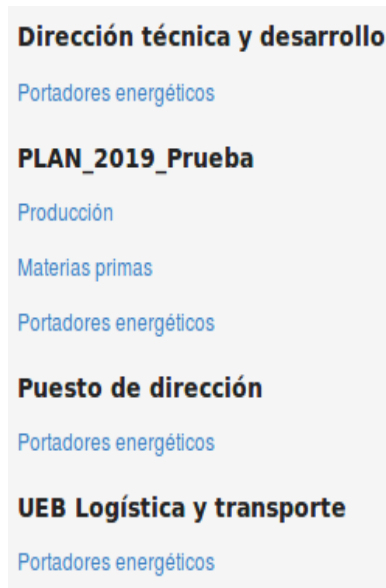 Dirección técnica y desarrollo
Portadores energéticos
PLAN_2019_Prueba
Producción
Materias primas
Portadores energéticos
Puesto de dirección
Portadores energéticos
UEB Logística y transporte
Portadores energéticos